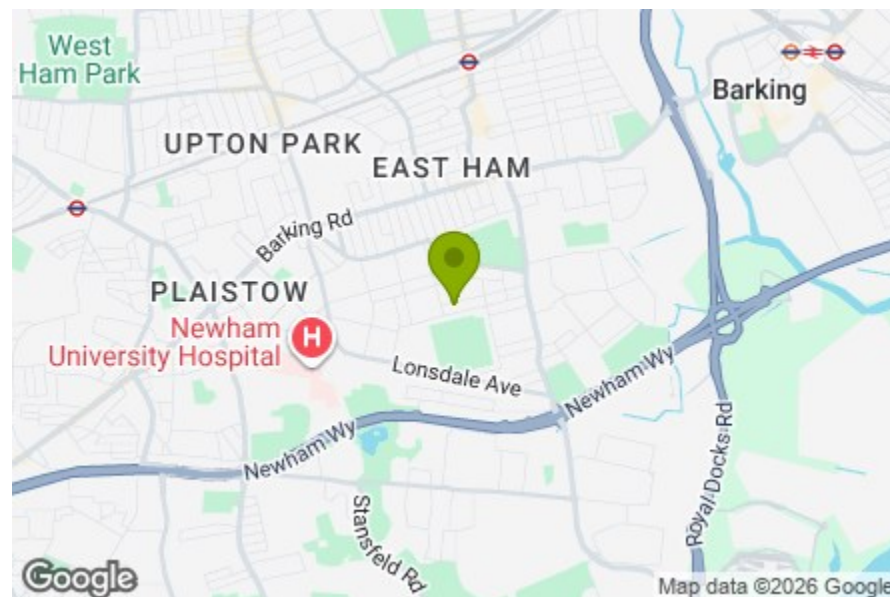 West
Ham Park
Barking
UPTON PARK
EAST HAM
Barking Rd
PLAISTOW
Newham
University Hospital
H
Lonsdale Ave
Newham Wy
Newham Wy
Royal Docks Rd
Stansfeld Rd
Google
Map data ©2026 Google